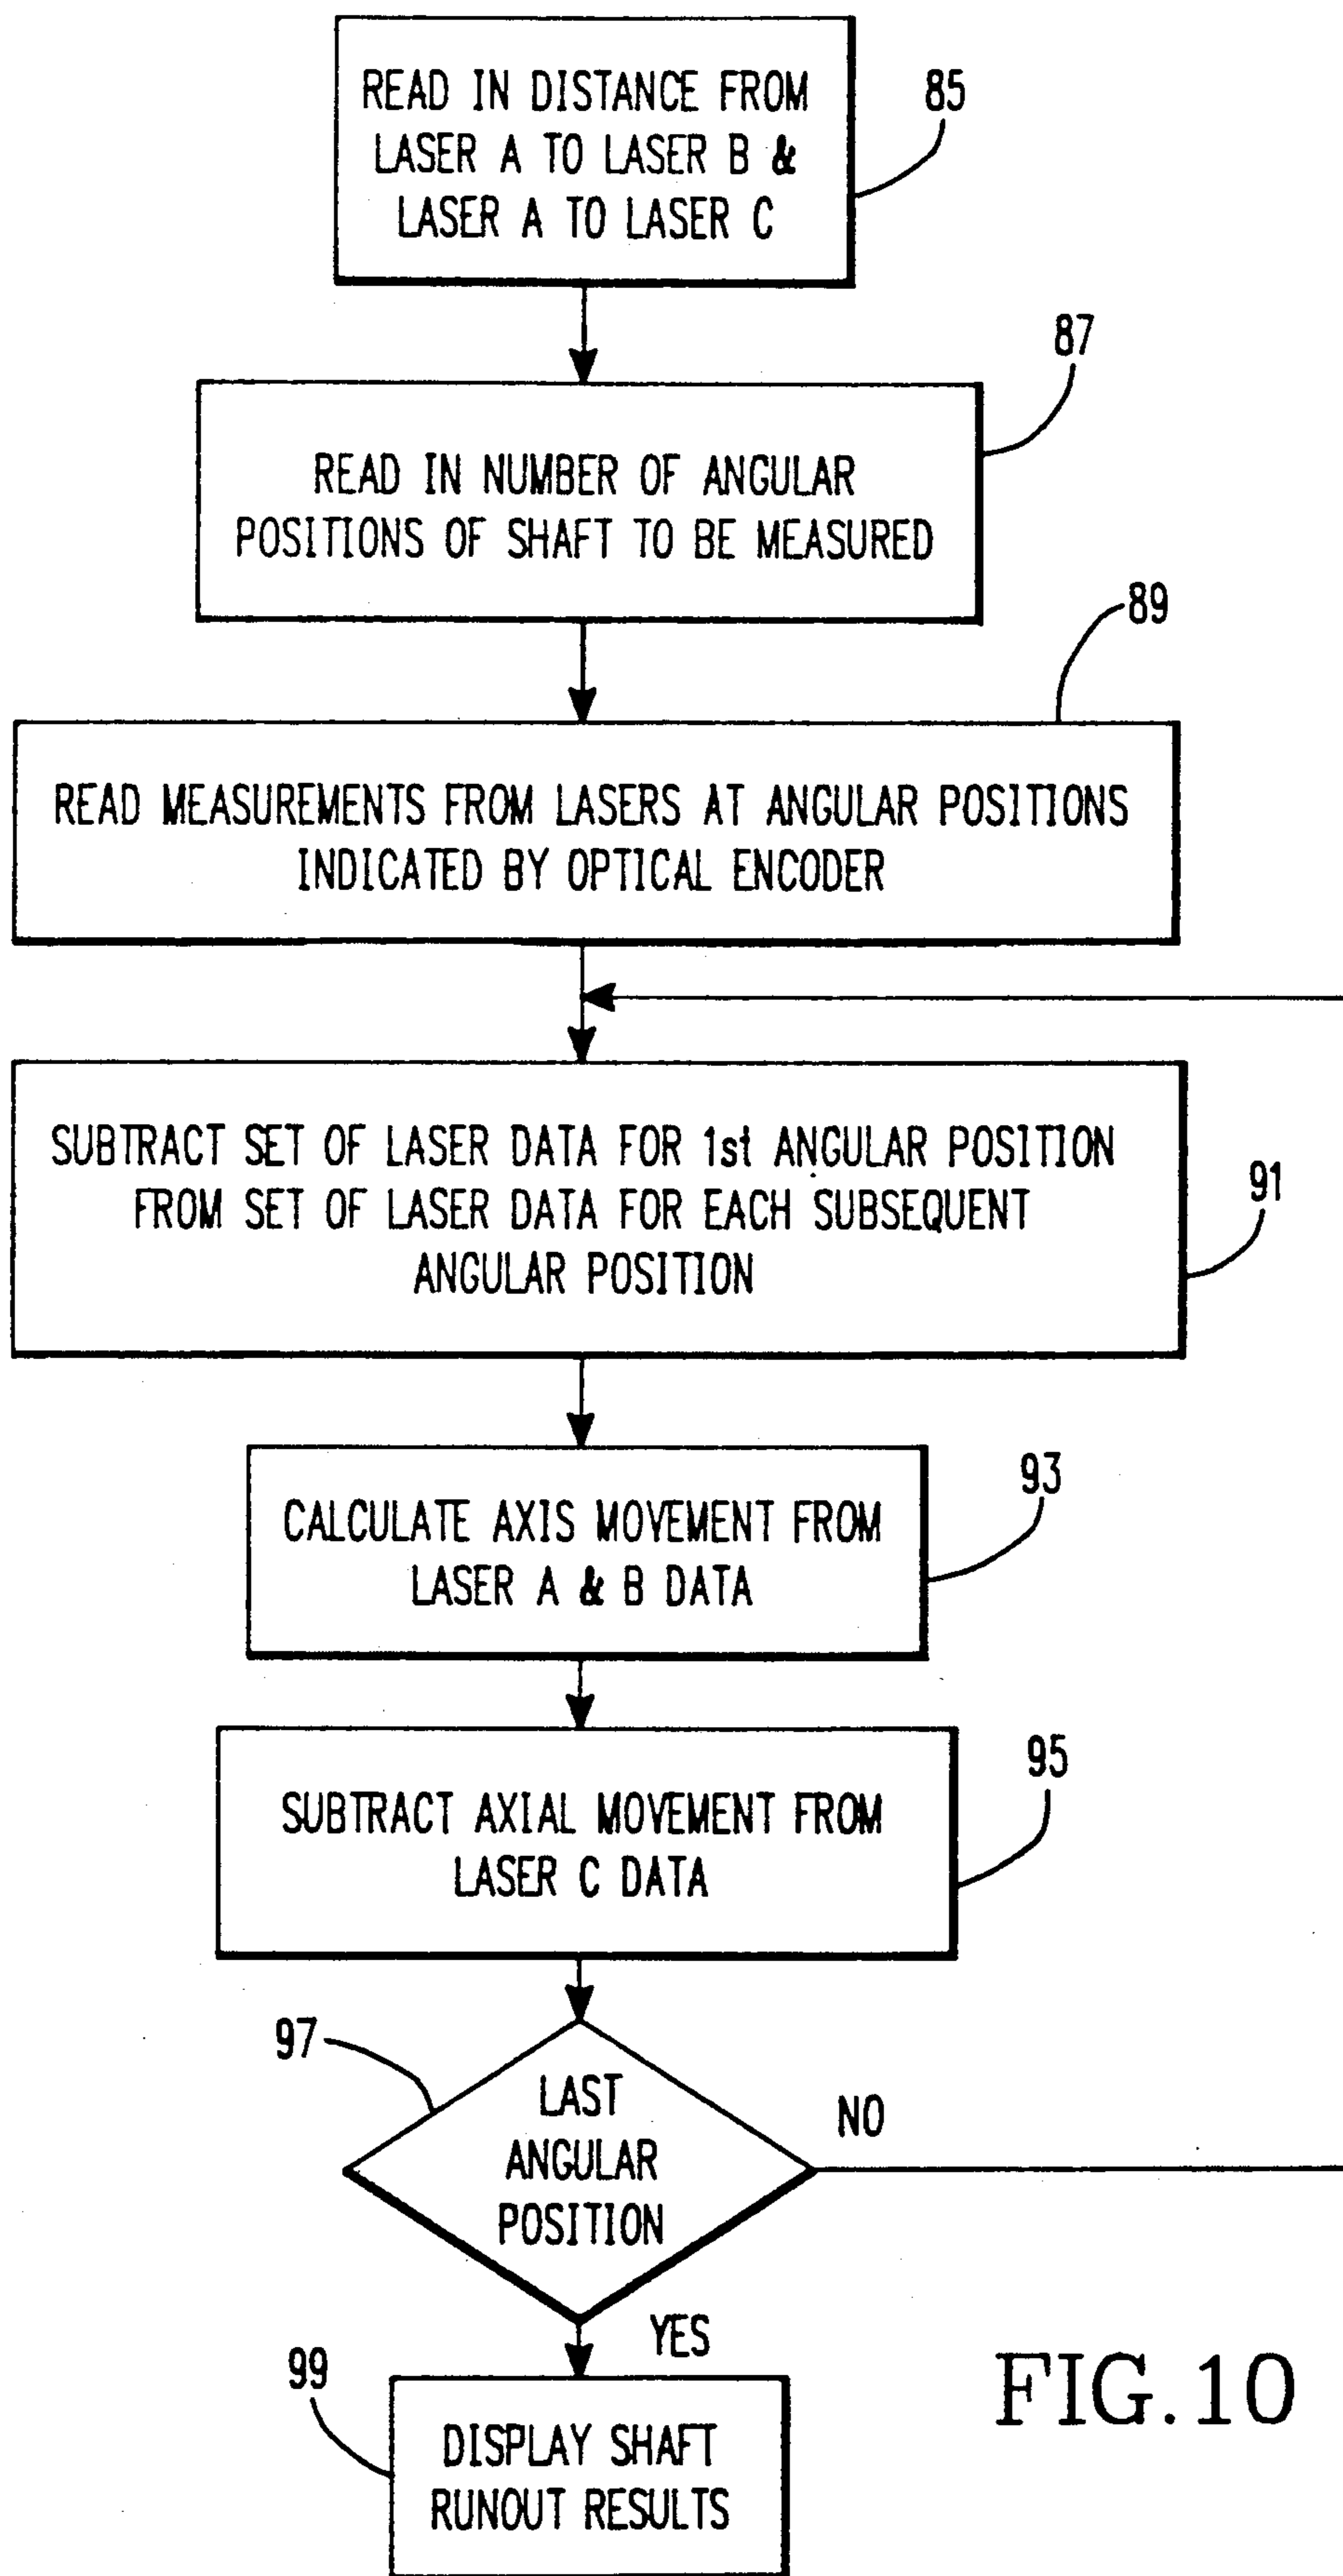 READ IN DISTANCE FROM
LASER A TO LASER B &
LASER A TO LASER C
85
READ IN NUMBER OF ANGULAR
POSITIONS OF SHAFT TO BE MEASURED
87
READ MEASUREMENTS FROM LASERS AT ANGULAR POSITIONS
INDICATED BY OPTICAL ENCODER
89
SUBTRACT SET OF LASER DATA FOR 1st ANGULAR POSITION
FROM SET OF LASER DATA FOR EACH SUBSEQUENT
ANGULAR POSITION
91
CALCULATE AXIS MOVEMENT FROM
LASER A & B DATA
93
SUBTRACT AXIAL MOVEMENT FROM
LASER C DATA
95
97
LAST
ANGULAR
POSITION
NO
YES
99
DISPLAY SHAFT
RUNOUT RESULTS
FIG. 10